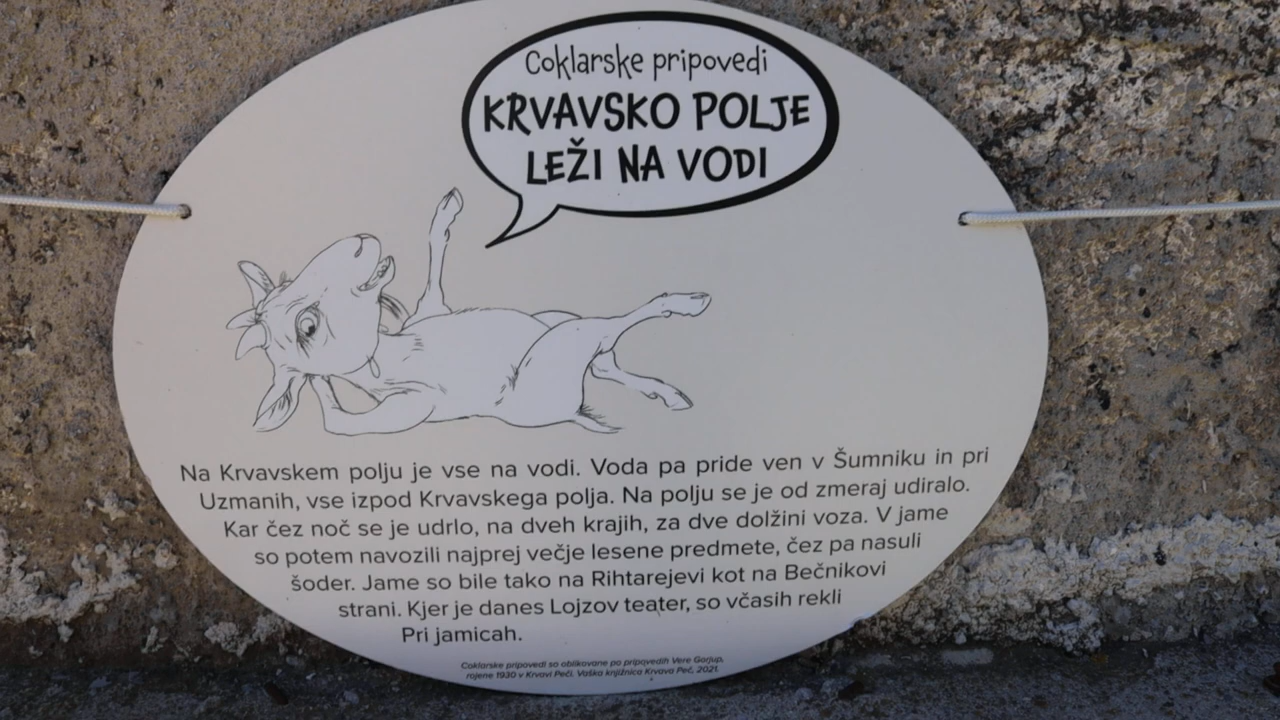 Coklarske pripovedi
KRVAVSKO POLJE
LEŽI NA VODI
Na Krvavskem polju je vse na vodi. Voda pa pride ven v Šumniku in pri
Uzmanih, vse izpod Krvavskega polja. Na polju se je od zmeraj udiralo.
Kar čez noč se je udrlo, na dveh krajih, za dve dolžini voza. V jame
so potem navozili najprej večje lesene predmete, čez pa nasuli
šoder. Jame so bile tako na Rihtarejevi kot na Bečnikovi
strani. Kjer je danes Lojzov teater, so včasih rekli
Pri jamicah.
Coklarske pripovedi so oblikovane po pripovedih Vere Gorjup,
rojene 1930 v Krvavi Peči. Vaška knjižnica Krvava Peč, 2021.